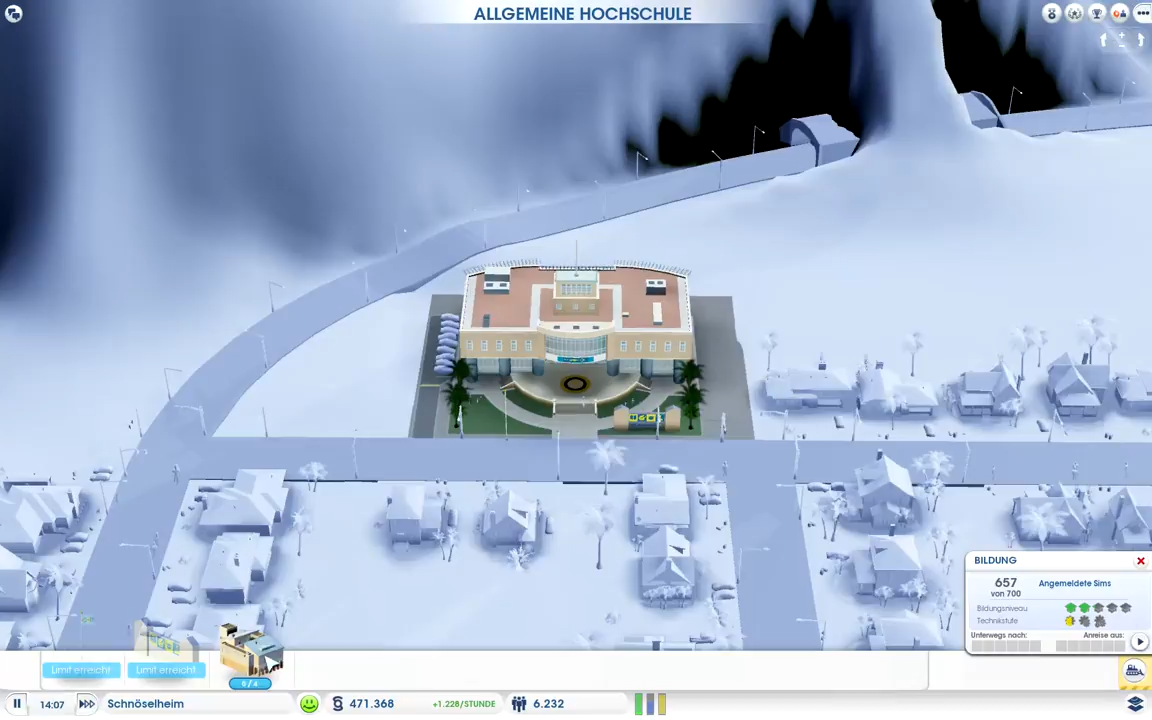 ALLGEMEINE HOCHSCHULE
BILDUNG
657
von 700
Angemeldete Sims
Bildungsniveau
Technikstufe
Unterwegs nach:
Anreise aus:
Limit erreicht
Limit erreicht
0 / 4
14:07
Schnöselheim
471.368
+1.228/STUNDE
6.232